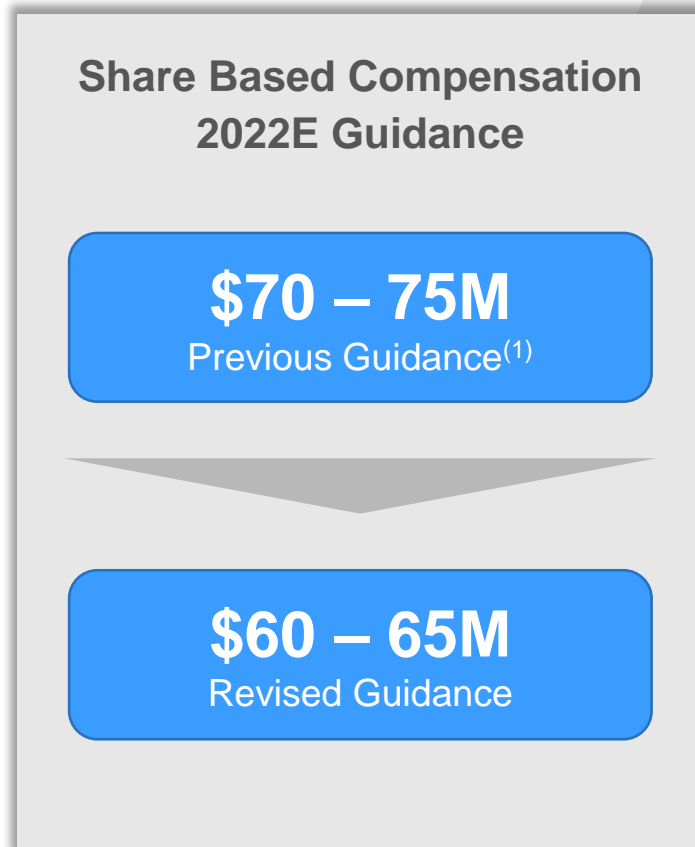 Share Based Compensation
2022E Guidance
$70 – 75M
Previous Guidance(1)
$60 – 65M
Revised Guidance